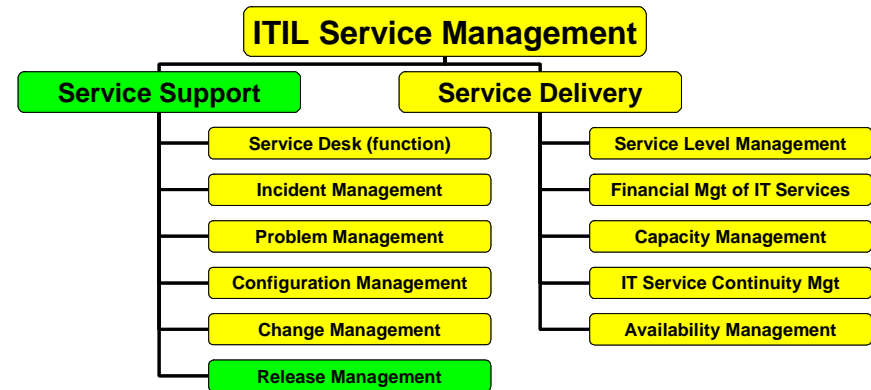 ITIL Service Management
Service Support
Service Delivery
Service Desk (function)
Incident Management
Problem Management
Configuration Management
Change Management
Release Management
Service Level Management
Financial Mgt of IT Services
Capacity Management
IT Service Continuity Mgt
Availability Management